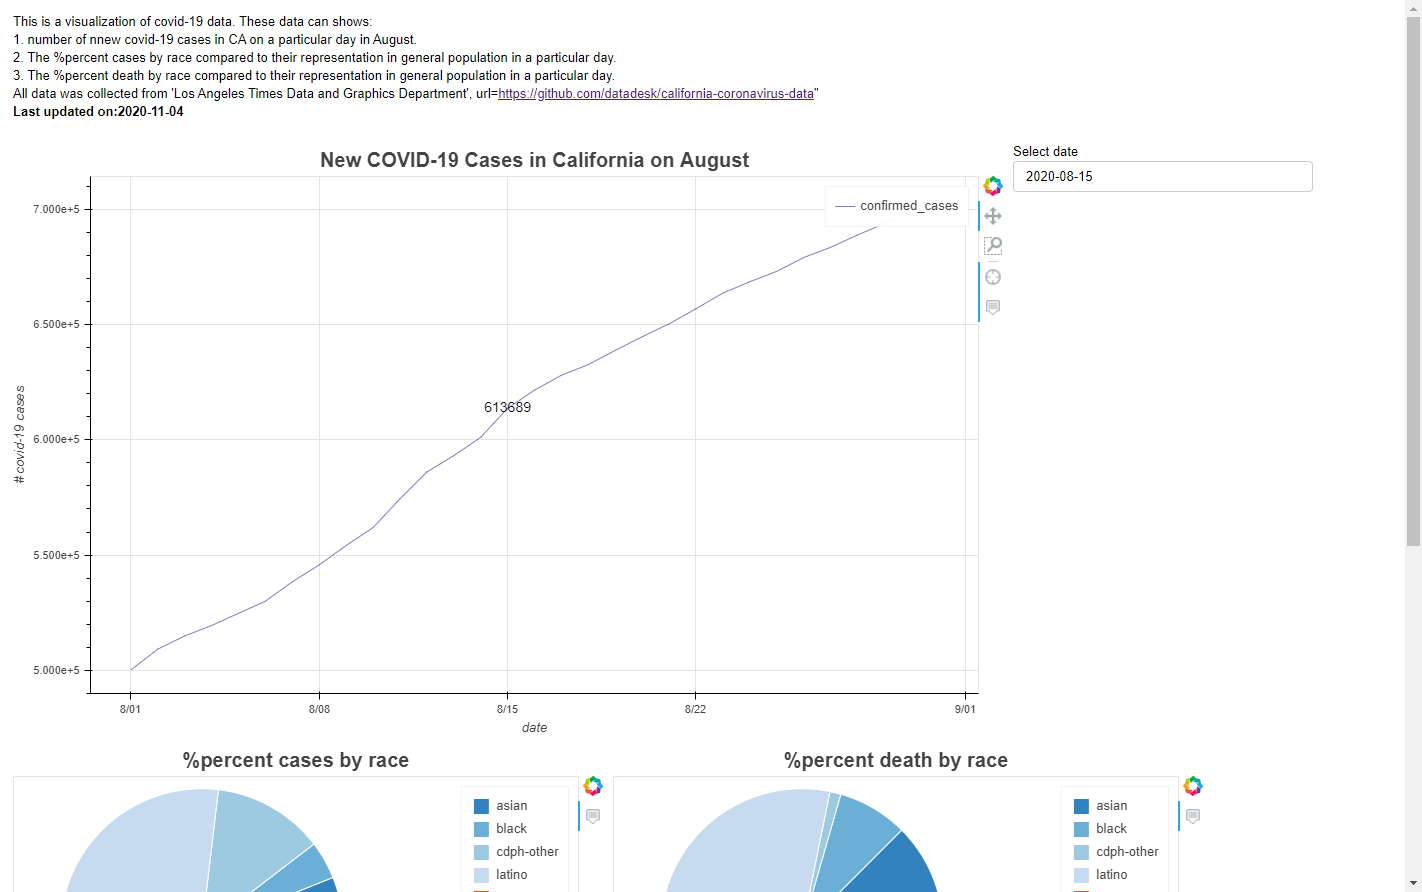 This is a visualization of covid-19 data. These data can shows:
1. number of nnew covid-19 cases in CA on a particular day in August.
2. The %percent cases by race compared to their representation in general population in a particular day.
3. The %percent death by race compared to their representation in general population in a particular day.
All data was collected from 'Los Angeles Times Data and Graphics Department', url=https://github.com/datadesk/california-coronavirus-data"
Last updated on:2020-11-04
New COVID-19 Cases in California on August
Select date
2020-08-15
confirmed_cases
7.000e+5
6.500e+5
6.000e+5
5.500e+5
5.000e+5
# covid-19 cases
613689
8/01
8/08
8/15
8/22
9/01
date
%percent cases by race
asian
black
cdph-other
latino
%percent death by race
asian
black
cdph-other
latino